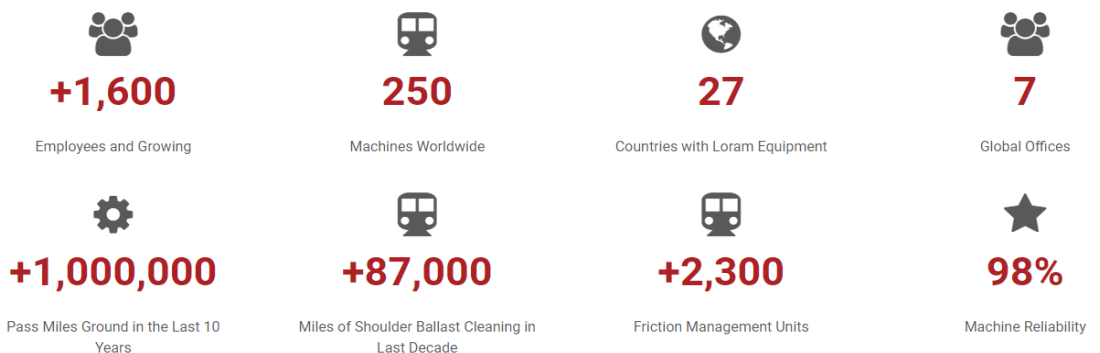 +1,600
250
27
7
Employees and Growing
Machines Worldwide
Countries with Loram Equipment
Global Offices
+1,000,000
+87,000
+2,300
98%
Pass Miles Ground in the Last 10
Years
Miles of Shoulder Ballast Cleaning in
Last Decade
Friction Management Units
Machine Reliability